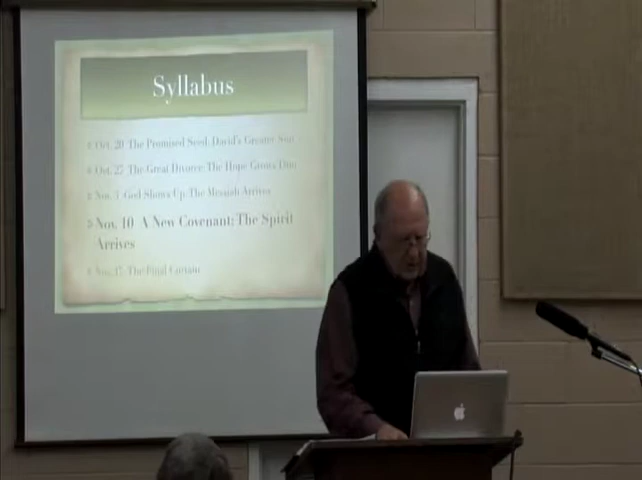 Syllabus
Oct. 20 The Promised Seed: David's Greater Son
Oct. 27 The Great Divorce: The Hope Grows Dim
Nov. 3 God Shows Up: The Messiah Arrives
Nov. 10 A New Covenant: The Spirit
Arrives
Nov. 17 The Final Curtain